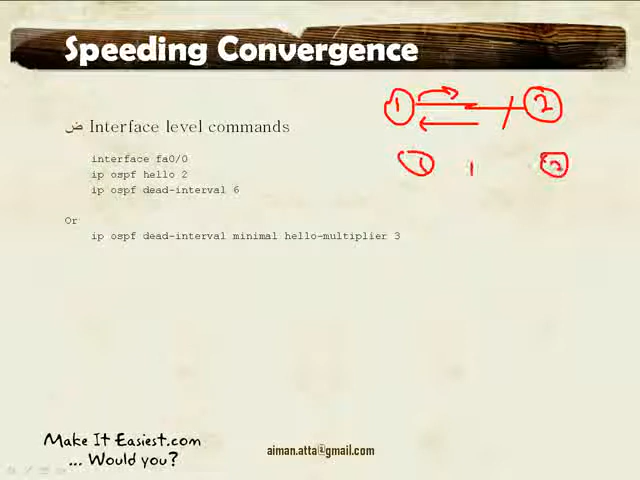 Speeding Convergence
ض Interface level commands
interface fa0/0
ip ospf hello 2
ip ospf dead-interval 6
Or
ip ospf dead-interval minimal hello-multiplier 3
1 2
1 1 2
Make It Easiest.com
... Would you?
aiman.atta@gmail.com